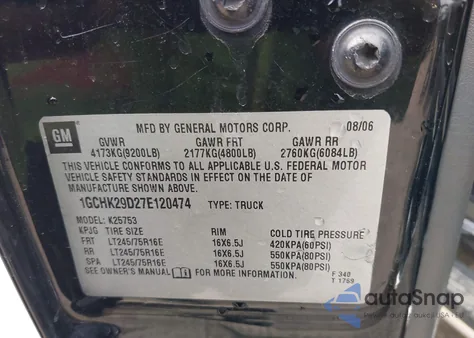 GM
MFD BY GENERAL MOTORS CORP. 08/06
GVWR GAWR FRT GAWR RR
4173KG(9200LB) 2177KG(4800LB) 2760KG(6084LB)
THIS VEHICLE CONFORMS TO ALL APPLICABLE U.S. FEDERAL MOTOR
VEHICLE SAFETY STANDARDS IN EFFECT ON THE DATE OF
MANUFACTURE SHOWN ABOVE.
1GCHK29D27E120474 TYPE: TRUCK
MODEL: K25753
KPJG TIRE SIZE RIM COLD TIRE PRESSURE
FRT LT245/75R16E 16X6.5J 420KPA(60PSI)
RR LT245/75R16E 16X6.5J 550KPA(80PSI)
SPA LT245/75R16E 16X6.5J 550KPA(80PSI)
SEE OWNER'S MANUAL FOR MORE INFORMATION.
F 348
T 1769
autoSnap